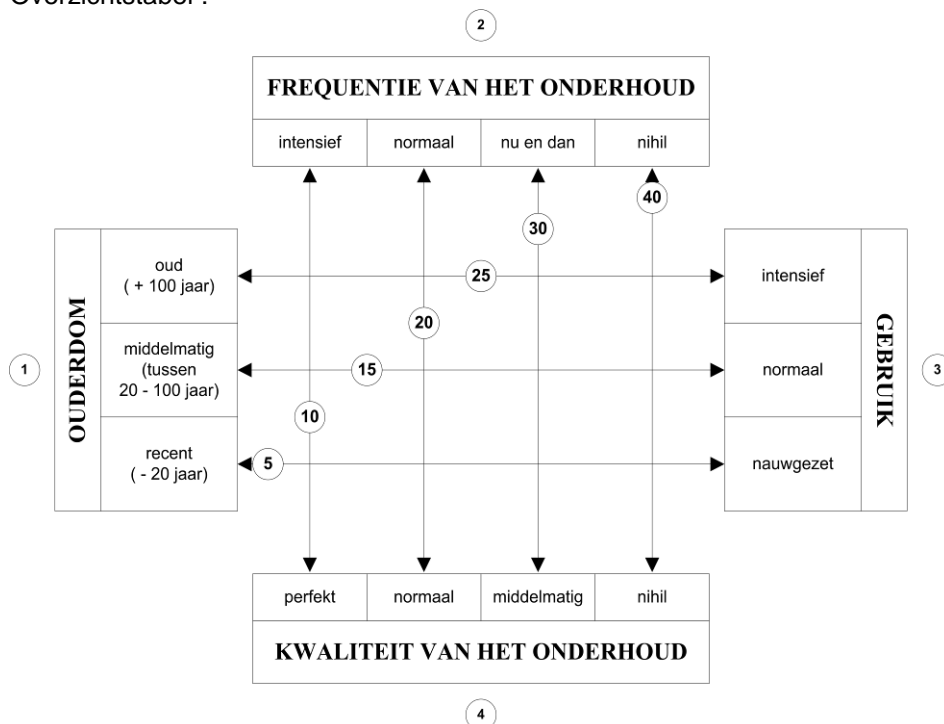 Overzichtstabel :
2
FREQUENTIE VAN HET ONDERHOUD
intensief normaal nu en dan nihil
40
30
OUDERDOM
oud
( + 100 jaar)
25
intensief
GEBRUIK
20
1
middelmatig
(tussen
20 - 100 jaar)
15
normaal
3
10
recent
( - 20 jaar)
5
nauwgezet
perfekt normaal middelmatig nihil
KWALITEIT VAN HET ONDERHOUD
4